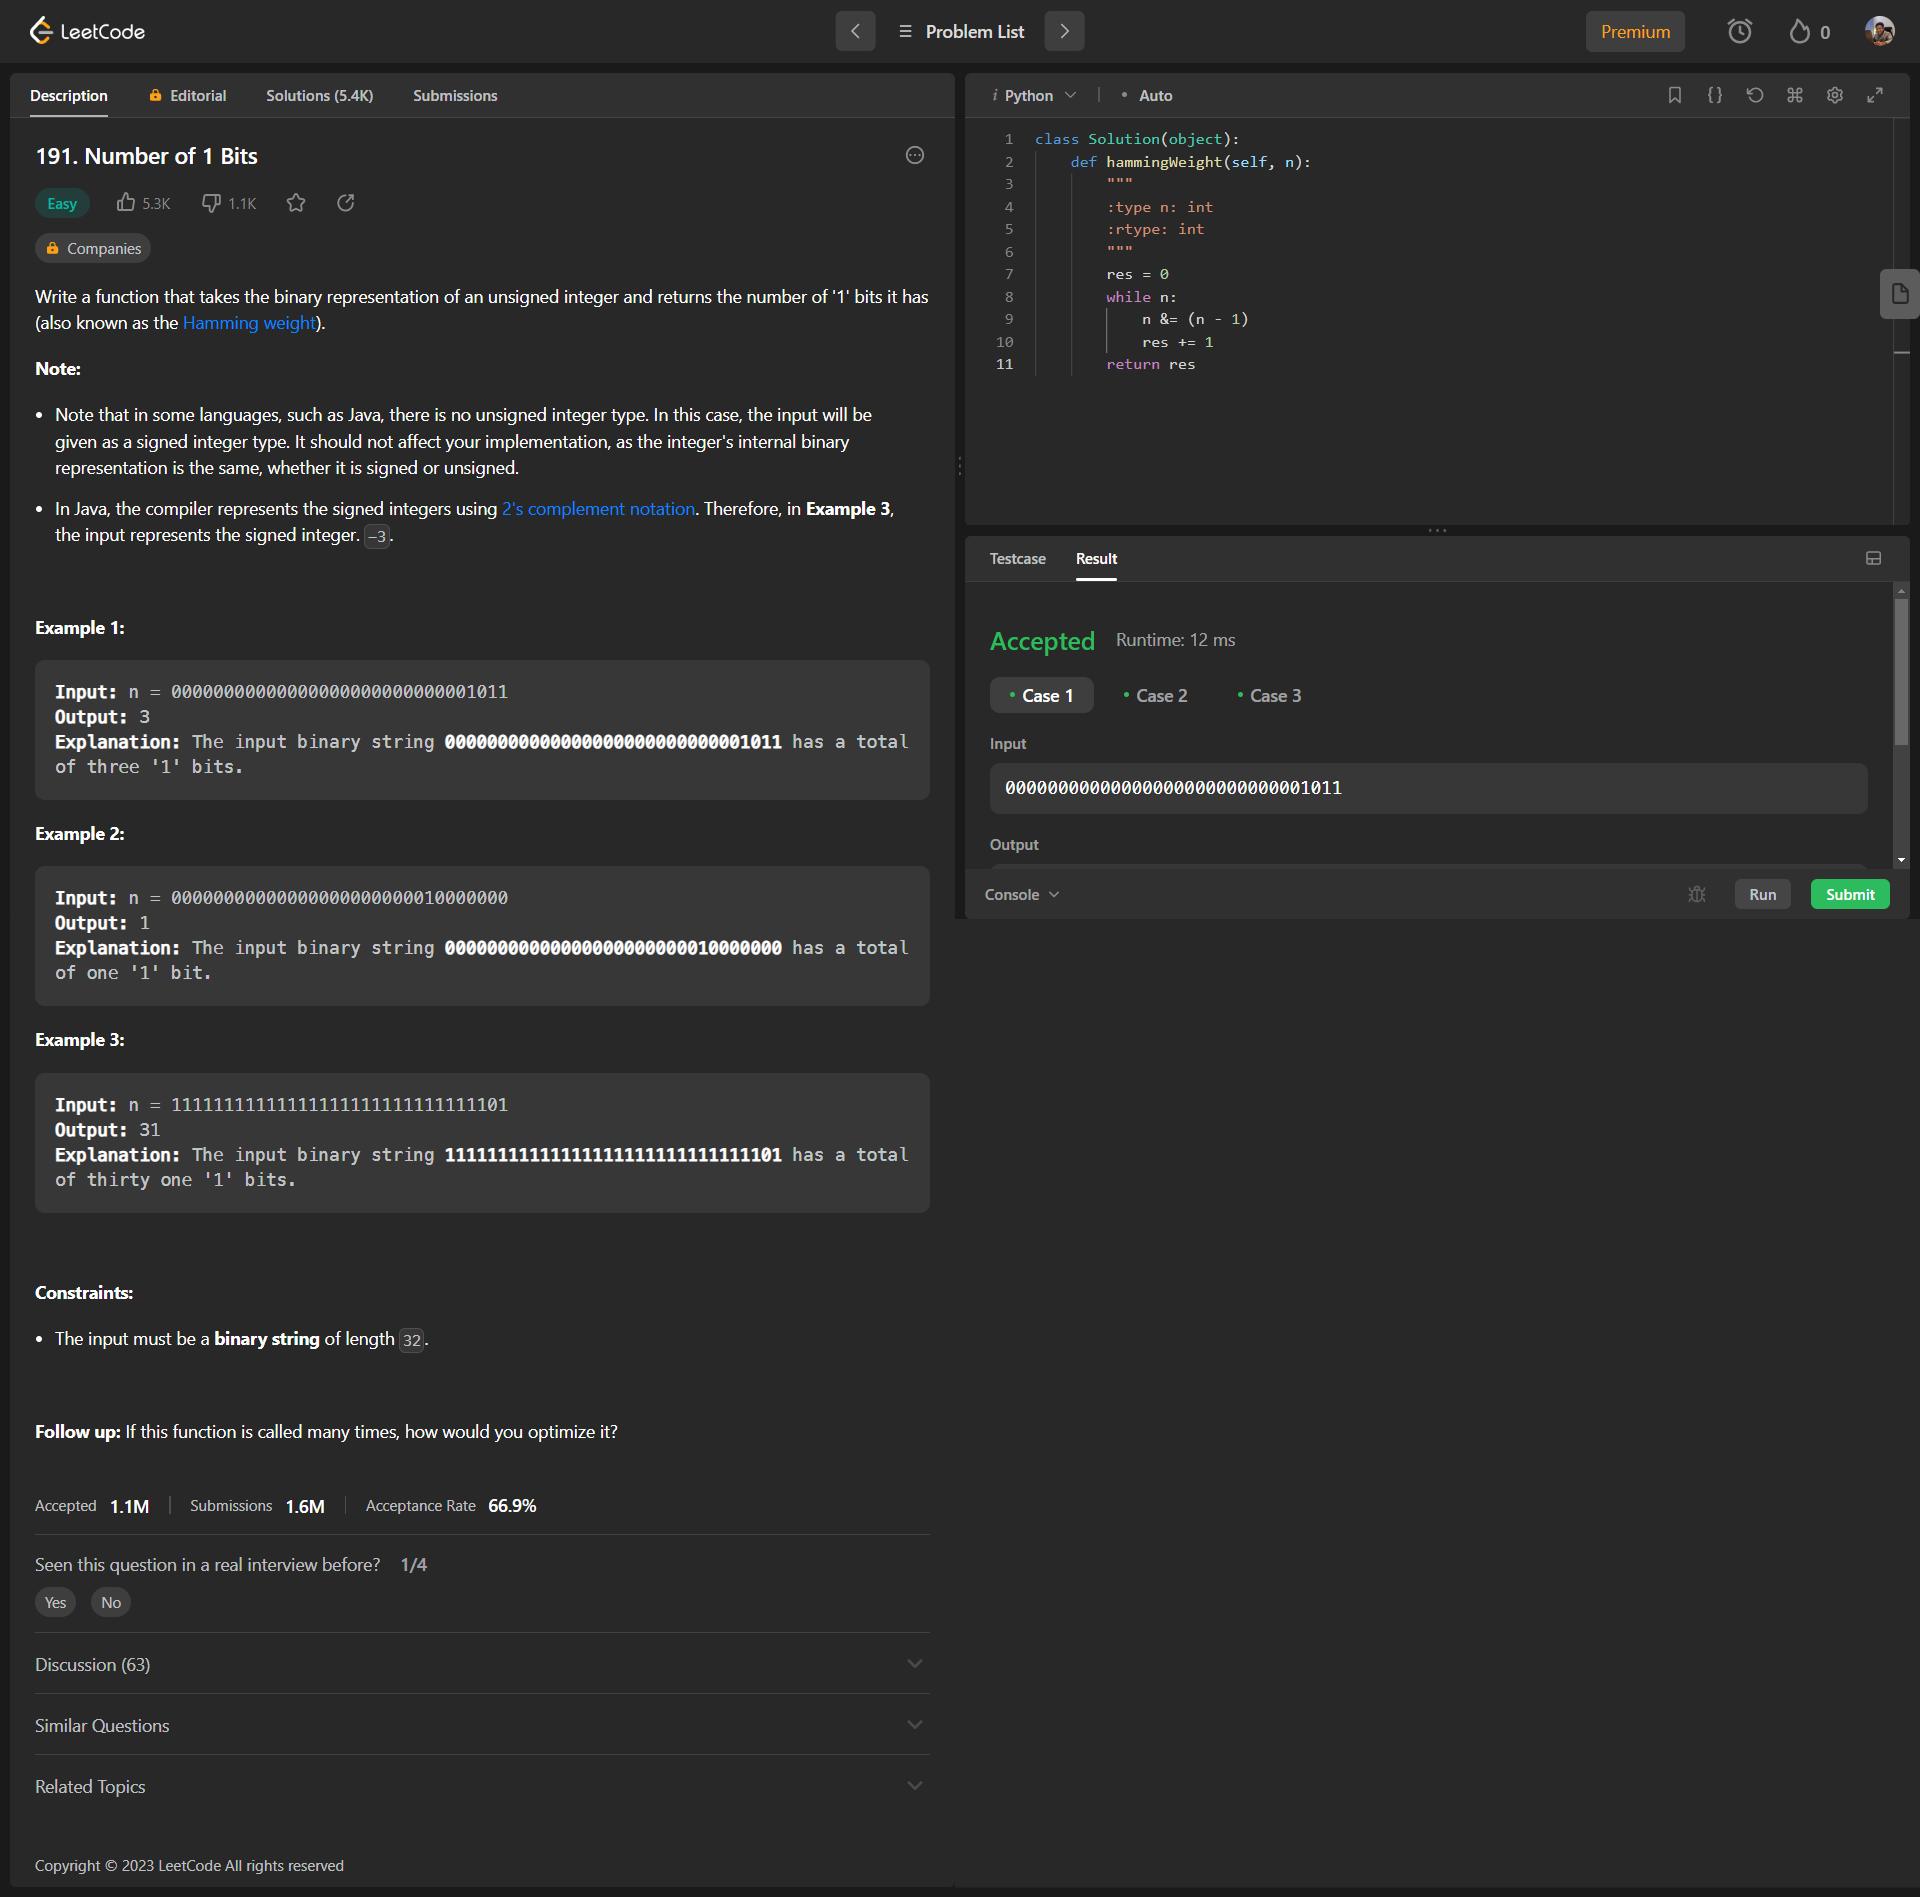 LeetCode
Problem List
Premium
0
Description
Editorial
Solutions (5.4K)
Submissions
191. Number of 1 Bits
Easy
5.3K
1.1K
Companies
Write a function that takes the binary representation of an unsigned integer and returns the number of '1' bits it has
(also known as the Hamming weight).
Note:
• Note that in some languages, such as Java, there is no unsigned integer type. In this case, the input will be
given as a signed integer type. It should not affect your implementation, as the integer's internal binary
representation is the same, whether it is signed or unsigned.
• In Java, the compiler represents the signed integers using 2's complement notation. Therefore, in Example 3,
the input represents the signed integer. -3.
Example 1:
Input: n = 00000000000000000000000000001011
Output: 3
Explanation: The input binary string 00000000000000000000000000001011 has a total
of three '1' bits.
Example 2:
Input: n = 00000000000000000000000010000000
Output: 1
Explanation: The input binary string 00000000000000000000000010000000 has a total
of one '1' bit.
Example 3:
Input: n = 11111111111111111111111111111101
Output: 31
Explanation: The input binary string 11111111111111111111111111111101 has a total
of thirty one '1' bits.
Constraints:
• The input must be a binary string of length 32.
Follow up: If this function is called many times, how would you optimize it?
Accepted 1.1M | Submissions 1.6M | Acceptance Rate 66.9%
Seen this question in a real interview before? 1/4
Yes No
Discussion (63)
Similar Questions
Related Topics
Copyright © 2023 LeetCode All rights reserved
i Python | • Auto
1 class Solution(object):
2 def hammingWeight(self, n):
3 """
4 :type n: int
5 :rtype: int
6 """
7 res = 0
8 while n:
9 n &= (n - 1)
10 res += 1
11 return res
Testcase
Result
Accepted Runtime: 12 ms
• Case 1 • Case 2 • Case 3
Input
00000000000000000000000000001011
Output
Console
Run
Submit